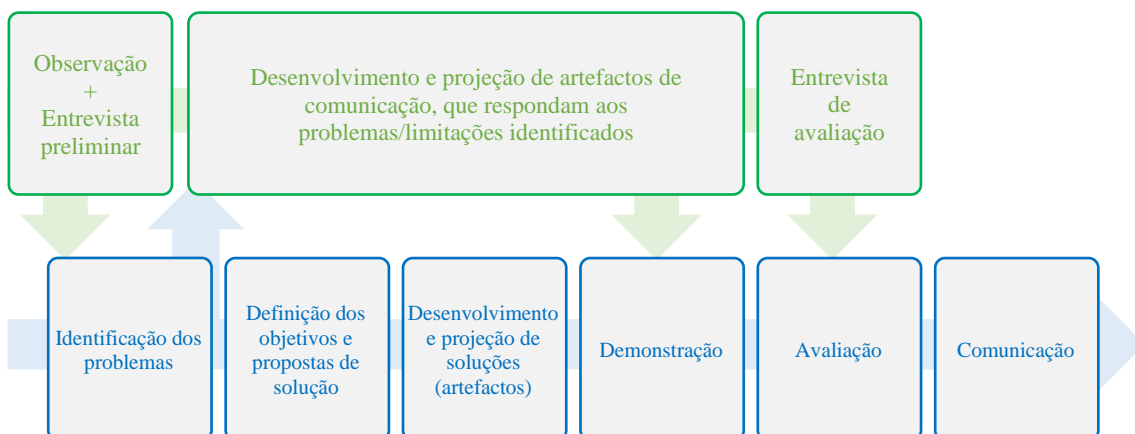 Observação
+
Entrevista
preliminar
Desenvolvimento e projeção de artefactos de
comunicação, que respondam aos
problemas/limitações identificados
Entrevista
de
avaliação
Identificação dos
problemas
Definição dos
objetivos e
propostas de
solução
Desenvolvimento
e projeção de
soluções
(artefactos)
Demonstração
Avaliação
Comunicação